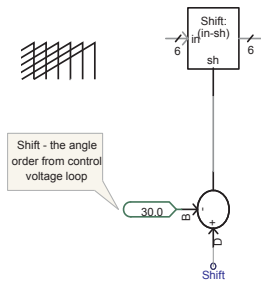 Shift:
(in-sh)
in
6
6
sh
Shift - the angle
order from control
voltage loop
30.0
B
-
+
D
Shift